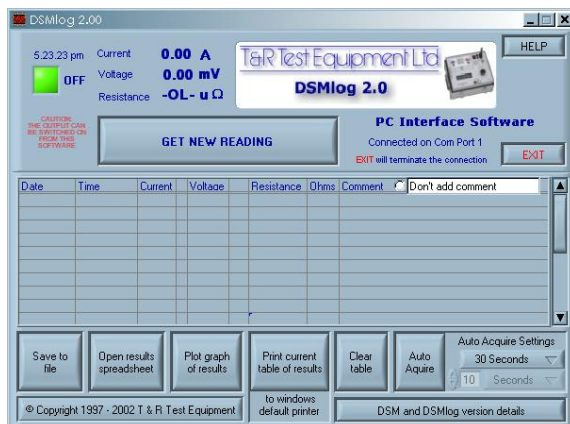 DSMlog 2.00
5.23.23 pm
OFF
Current 0.00 A
Voltage 0.00 mV
Resistance -OL- u Ω
T&R Test Equipment Ltd
DSMlog 2.0
HELP
CAUTION
THE OUTPUT CAN
BE SWITCHED ON
FROM THIS
SOFTWARE
GET NEW READING
PC Interface Software
Connected on Com Port 1
EXIT will terminate the connection
EXIT
Date Time Current Voltage Resistance Ohms Comment Don't add comment
Save to
file
Open results
spreadsheet
Plot graph
of results
Print current
table of results
to windows
default printer
Clear
table
Auto
Aquire
Auto Acquire Settings
30 Seconds
10 Seconds
© Copyright 1997 - 2002 T & R Test Equipment
DSM and DSMlog version details